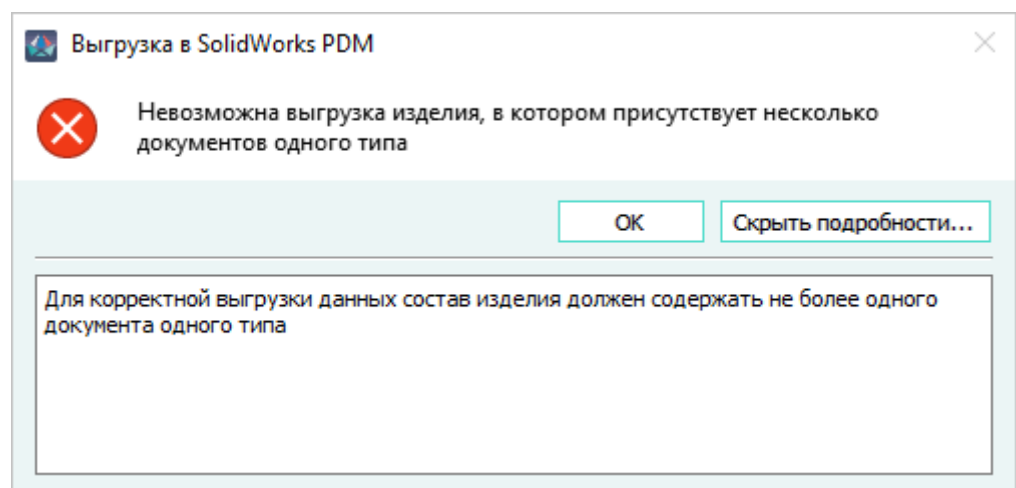 Выгрузка в SolidWorks PDM
Невозможна выгрузка изделия, в котором присутствует несколько
документов одного типа
ОК
Скрыть подробности...
Для корректной выгрузки данных состав изделия должен содержать не более одного
документа одного типа